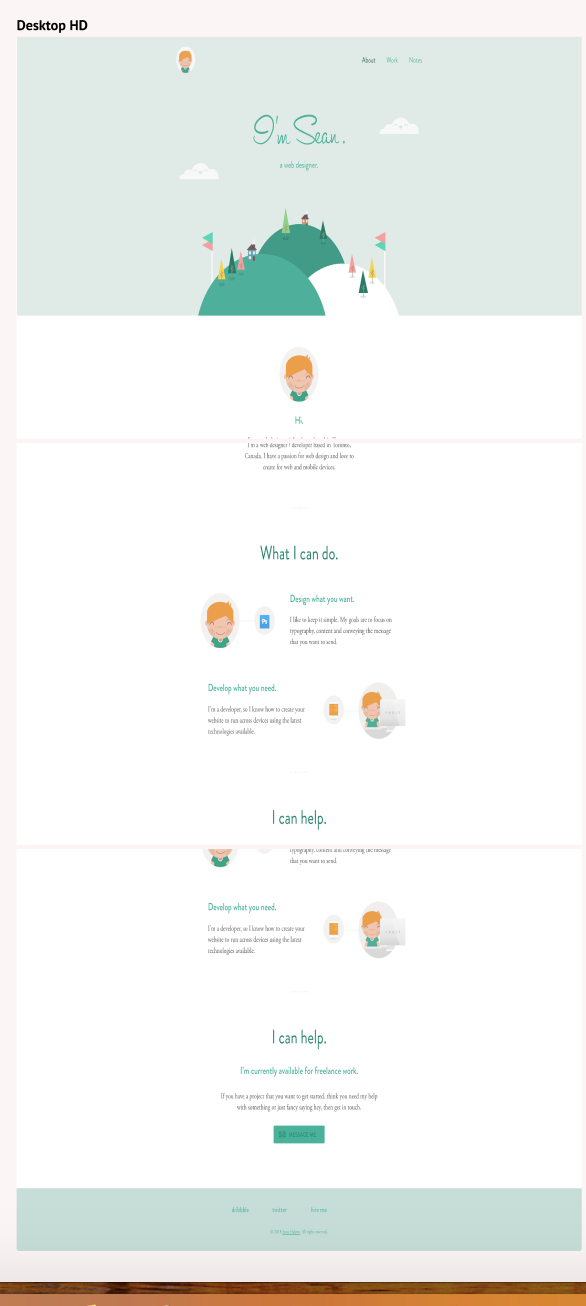 Desktop HD
About Work Notes
I'm Sean.
a web designer.
Hi.
I'm a web designer / developer based in Toronto,
Canada. I have a passion for web design and love to
create for web and mobile devices.
What I can do.
Design what you want.
Ps
I like to keep it simple. My goals are to focus on
typography, content and conveying the message
that you want to send.
Develop what you need.
I'm a developer, so I know how to create your
website to run across devices using the latest
technologies available.
I can help.
typography, content and conveying the message
that you want to send.
Develop what you need.
I'm a developer, so I know how to create your
website to run across devices using the latest
technologies available.
I can help.
I'm currently available for freelance work.
If you have a project that you want to get started, think you need my help
with something or just fancy saying hey, then get in touch.
MESSAGE ME
dribbble twitter
All rights reserved.